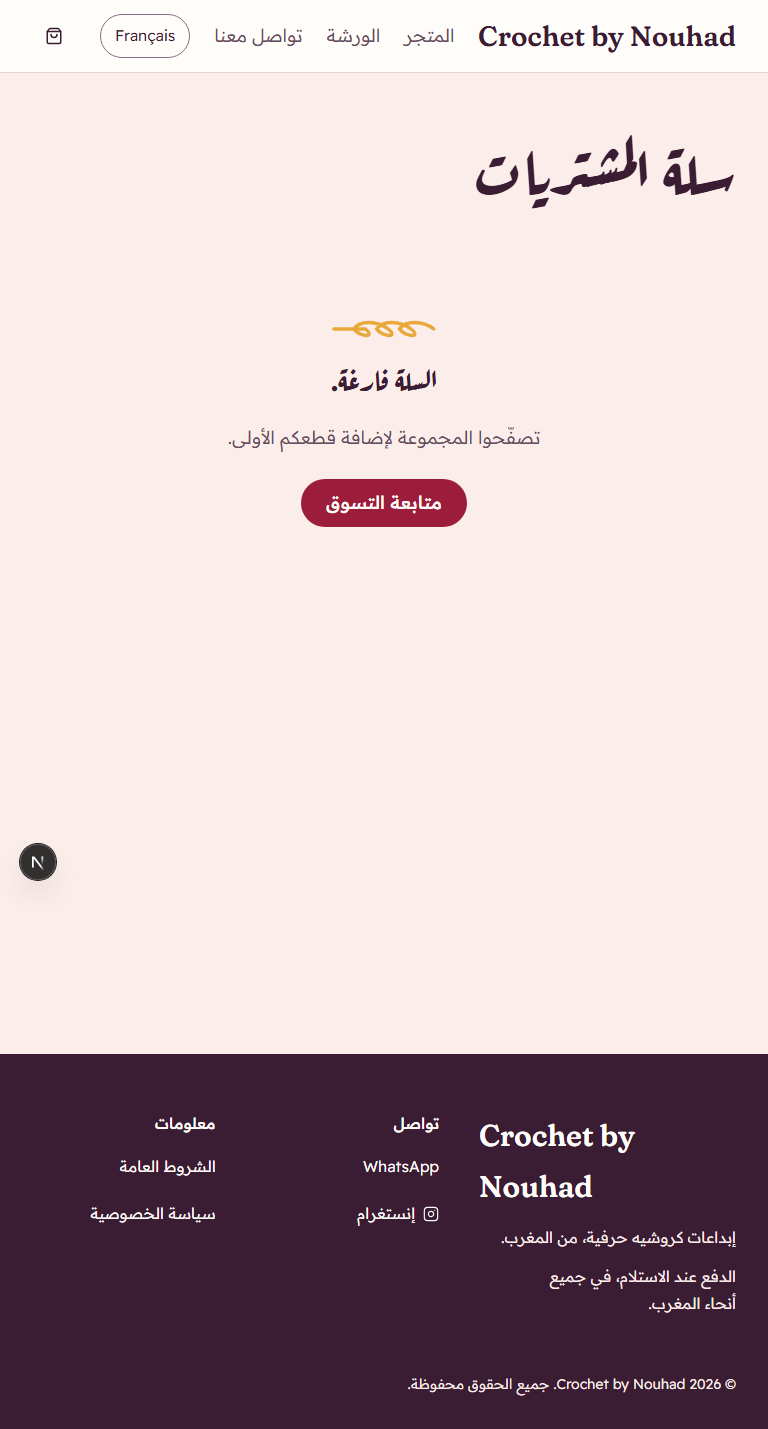 Crochet by Nouhad
المتجر
الورشة
تواصل معنا
Français
سلة المشتريات
السلة فارغة.
تصفّحوا المجموعة لإضافة قطعكم الأولى.
متابعة التسوق
N
Crochet by
Nouhad
إبداعات كروشيه حرفية، من المغرب.
الدفع عند الاستلام، في جميع
أنحاء المغرب.
تواصل
WhatsApp
إنستغرام
معلومات
الشروط العامة
سياسة الخصوصية
© 2026 Crochet by Nouhad. جميع الحقوق محفوظة.